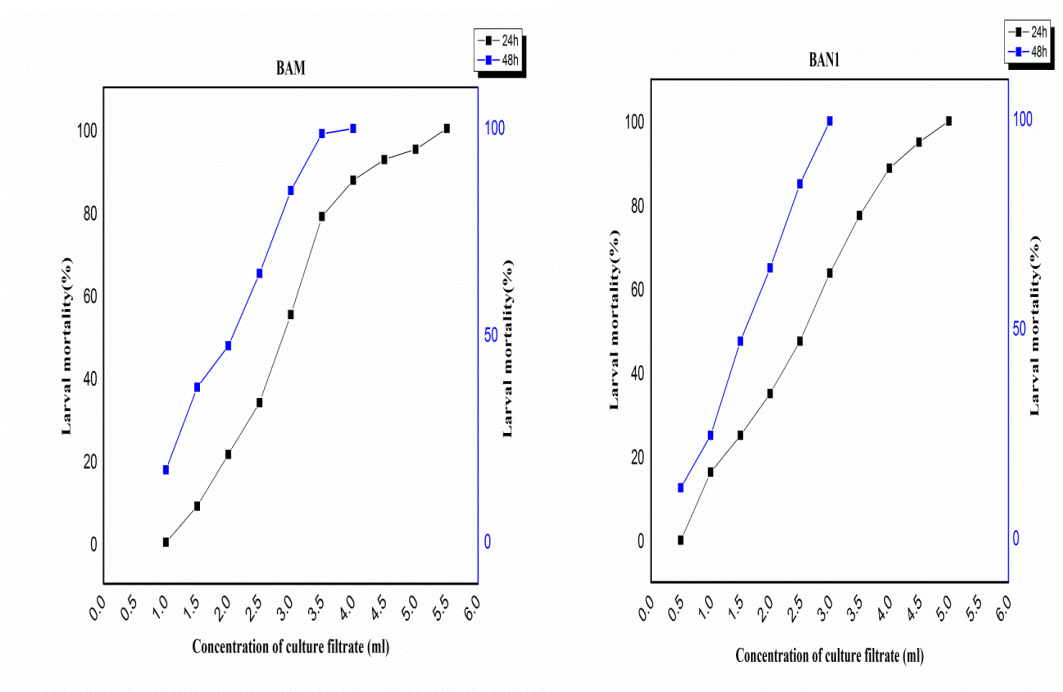 24h
48h
BAM
Larval mortality(%)
100
80
60
40
20
0
100
50
0
Larval mortality(%)
0.0 0.5 1.0 1.5 2.0 2.5 3.0 3.5 4.0 4.5 5.0 5.5 6.0
Concentration of culture filtrate (ml)
24h
48h
BAN1
Larval mortality(%)
100
80
60
40
20
0
100
50
0
Larval mortality(%)
0.0 0.5 1.0 1.5 2.0 2.5 3.0 3.5 4.0 4.5 5.0 5.5 6.0
Concentration of culture filtrate (ml)